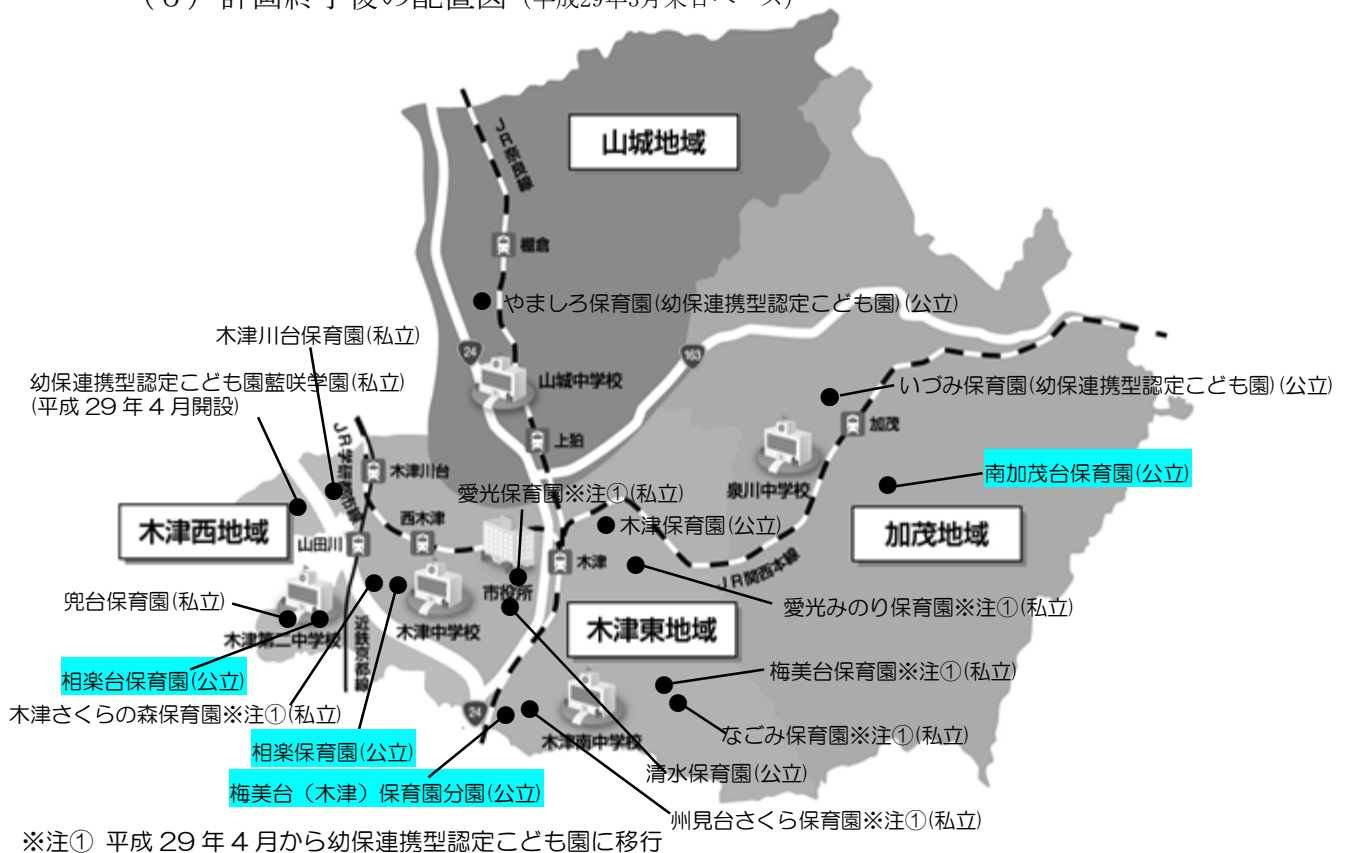 (6) 計画終了後の配置図 (平成29年3月末日ベース)
山城地域
JR奈良線
棚倉
やましろ保育園(幼保連携型認定こども園)(公立)
木津川台保育園(私立)
24
山城中学校
163
幼保連携型認定こども園藍咲学園(私立)
(平成 29 年 4 月開設)
いづみ保育園(幼保連携型認定こども園)(公立)
加茂
上狛
JR学研都市線
木津川台
泉川中学校
南加茂台保育園(公立)
愛光保育園※注①(私立)
木津西地域
西木津
木津保育園(公立)
加茂地域
山田川
木津
JR関西本線
市役所
兜台保育園(私立)
愛光みのり保育園※注①(私立)
木津第二中学校
木津中学校
木津東地域
近鉄京都線
相楽台保育園(公立)
梅美台保育園※注①(私立)
木津さくらの森保育園※注①(私立)
24
木津南中学校
なごみ保育園※注①(私立)
相楽保育園(公立)
清水保育園(公立)
梅美台（木津）保育園分園(公立)
州見台さくら保育園※注①(私立)
※注① 平成 29 年 4 月から幼保連携型認定こども園に移行